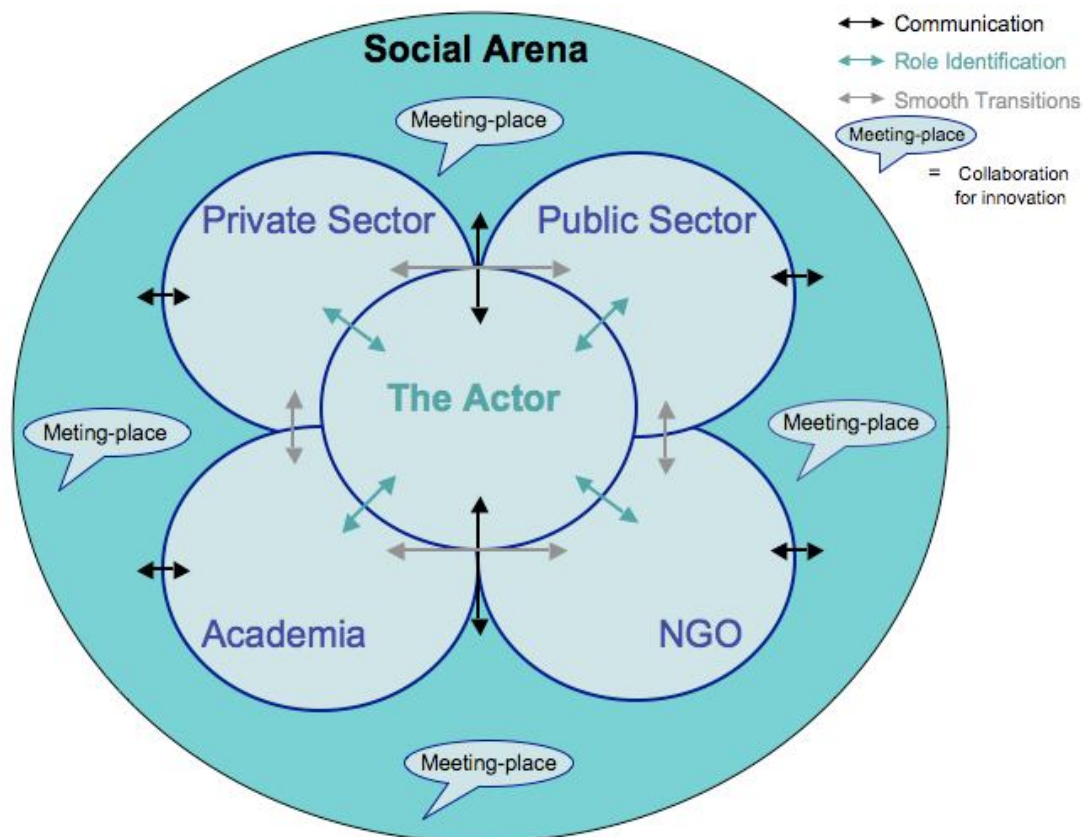 Social Arena
Communication
Role Identification
Smooth Transitions
Meeting-place
= Collaboration
for innovation
Meeting-place
Private Sector
Public Sector
The Actor
Meting-place
Meeting-place
Academia
NGO
Meeting-place